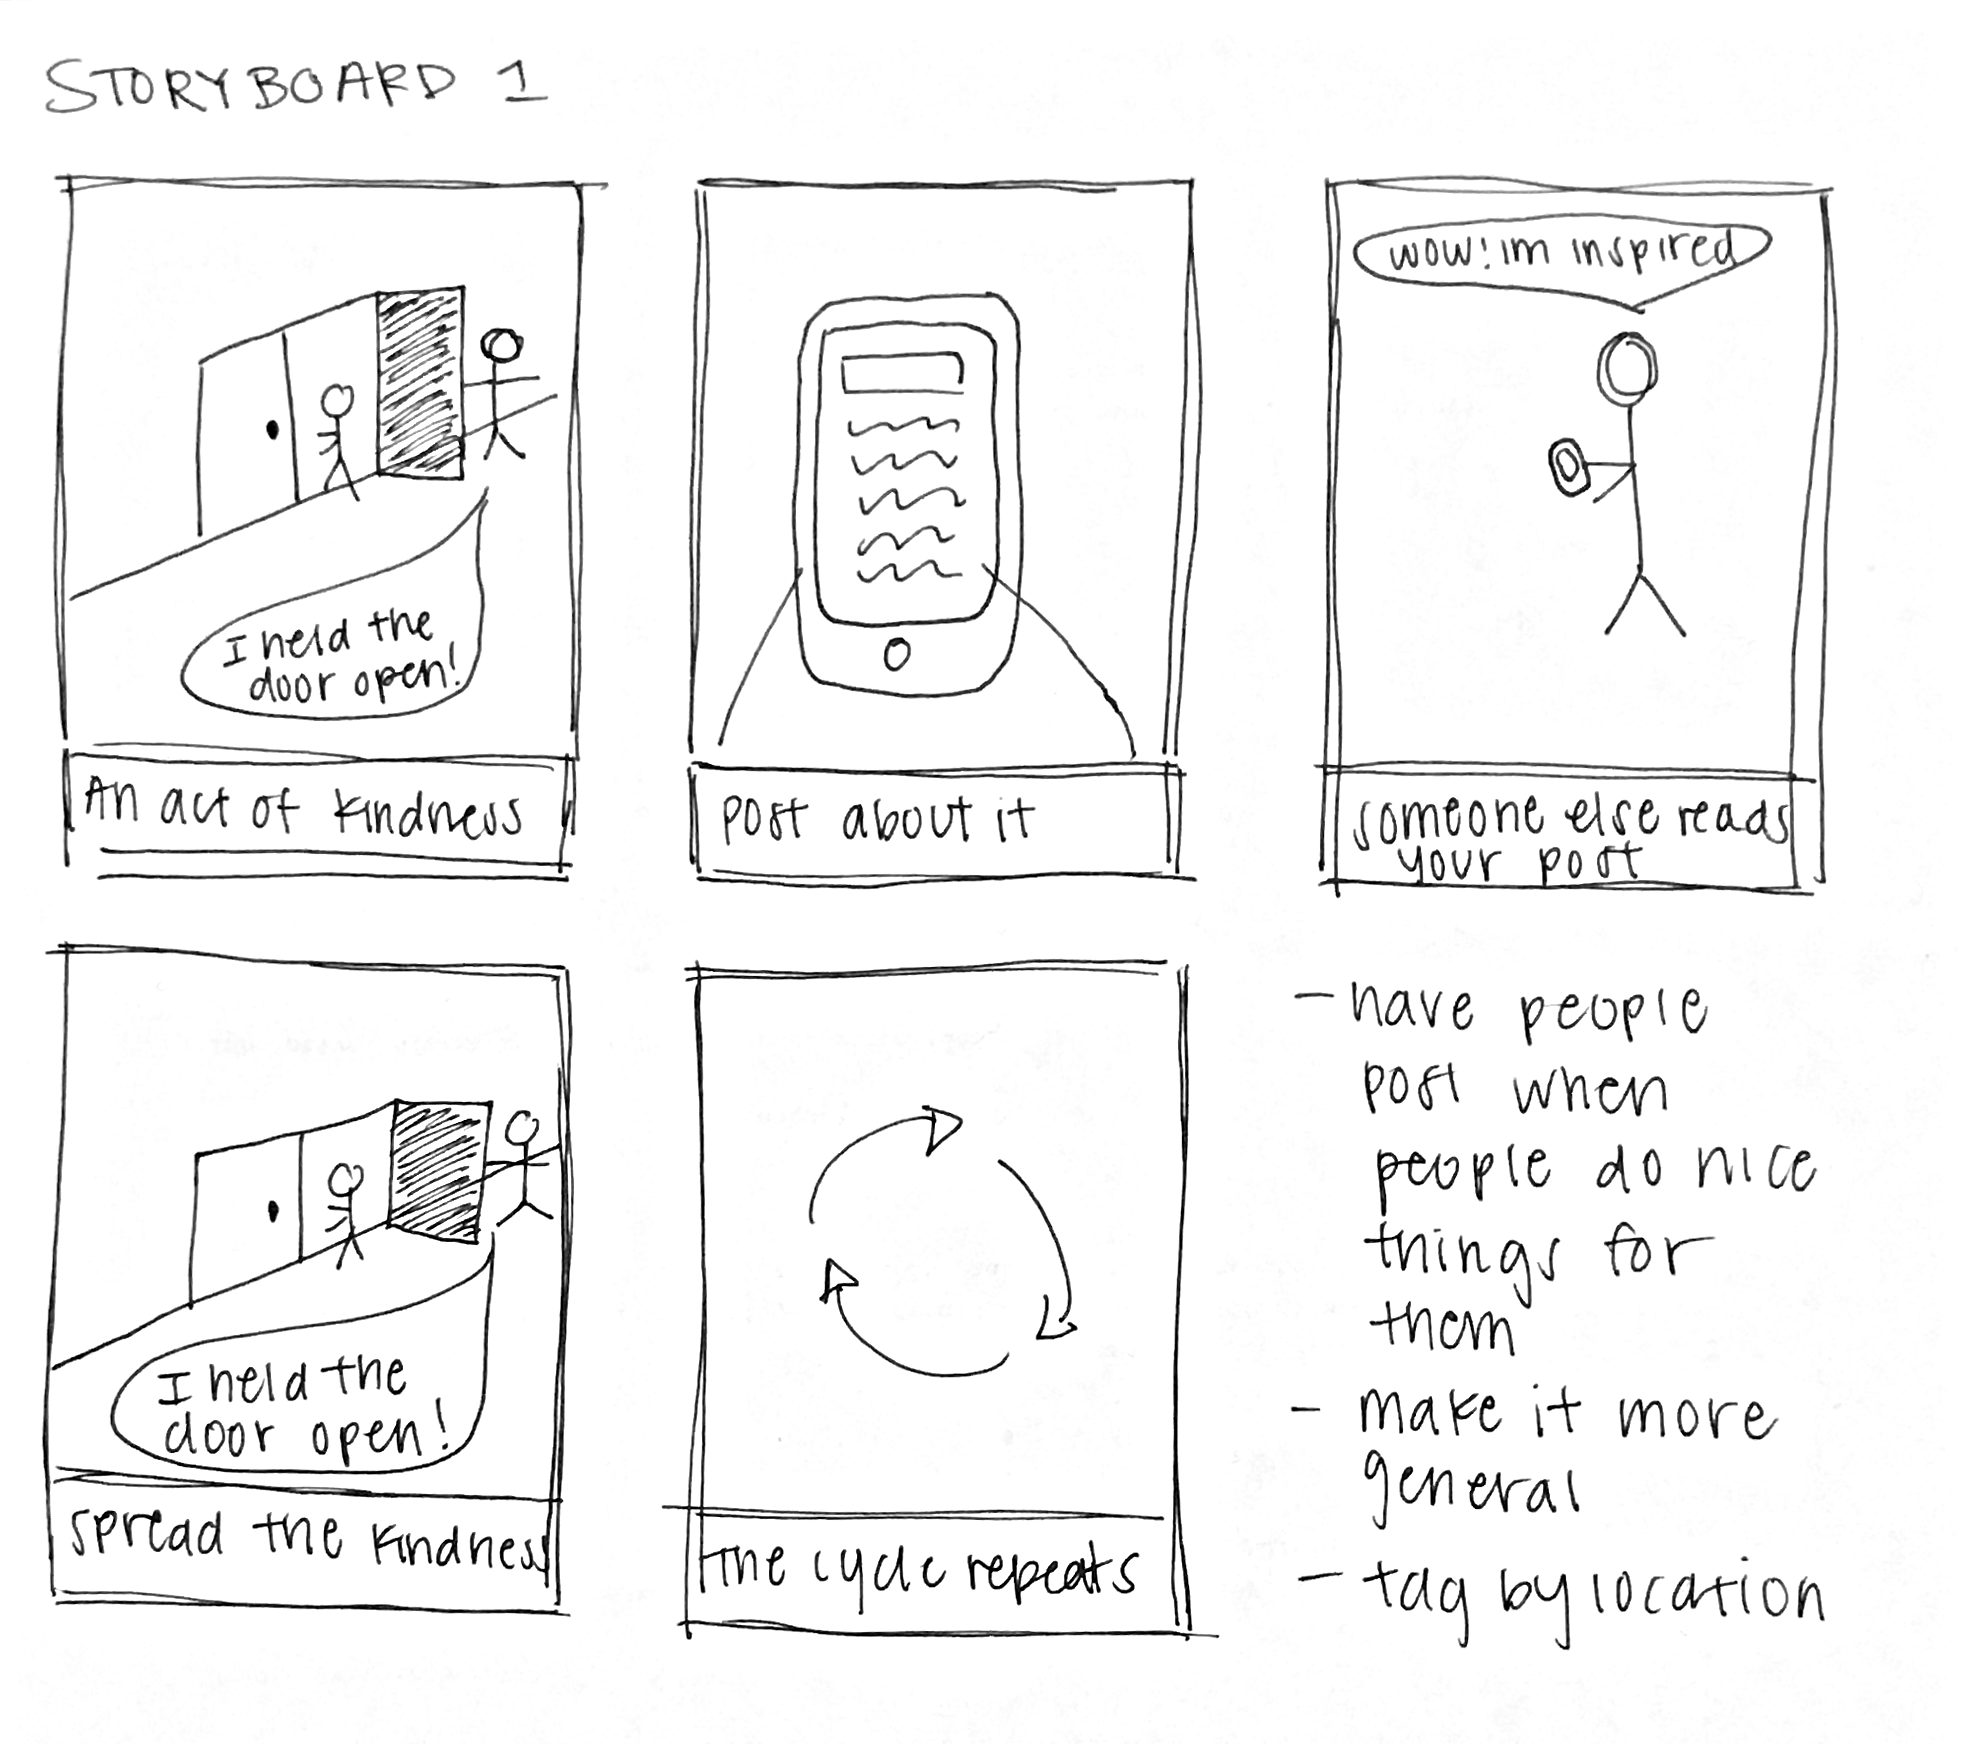 STORYBOARD 1
I held the
door open!
An act of kindness
post about it
wow! im inspired
someone else reads
your post
I held the
door open!
spread the kindness
the cycle repeats
- have people
post when
people do nice
things for
them
- make it more
general
- tag by location